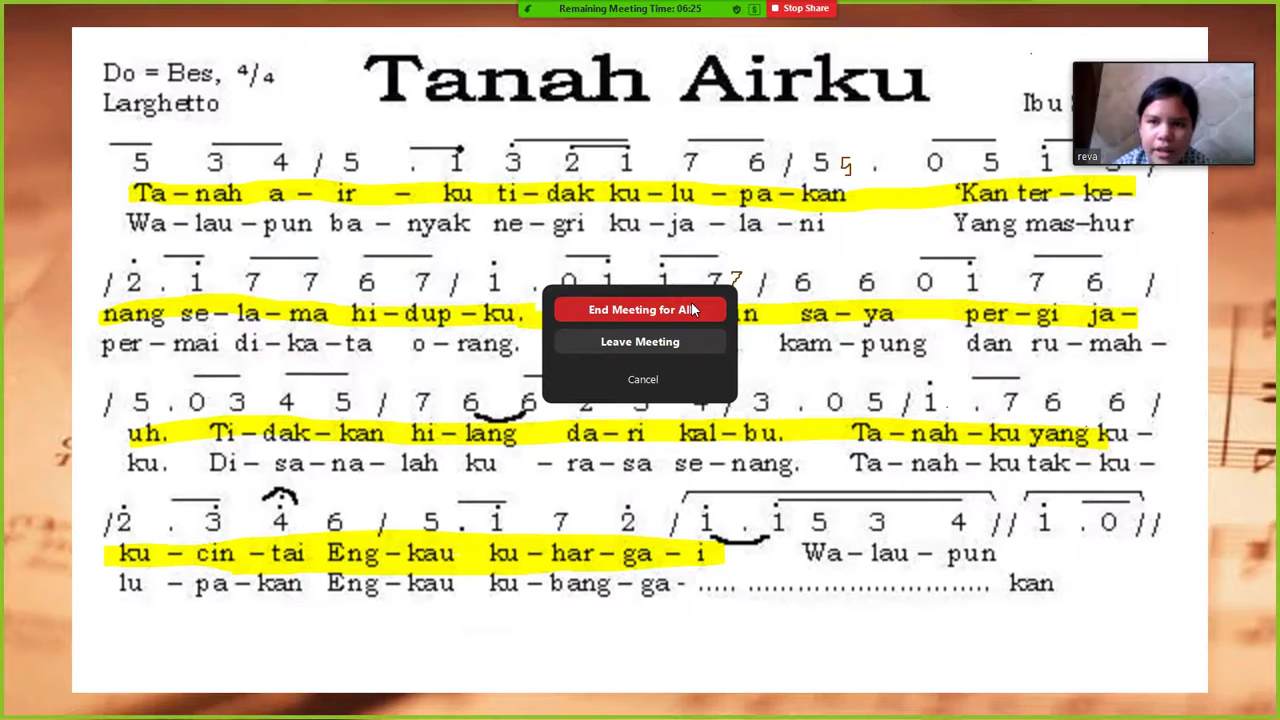 Remaining Meeting Time: 06:25
Stop Share
Tanah Airku
Do = Bes, 4/4
Larghetto
Ibu
reva
5 3 4 / 5 . 1 3 2 1 7 6 / 5 5 . 0 5 1 3 /
Ta – nah a – ir – ku ti – dak ku – lu – pa – kan ‘Kan ter – ke –
Wa – lau – pun ba – nyak ne – gri ku – ja – la – ni Yang mas–hur
/ 2 . 1 7 7 6 7 / 1 . 0 1 1 7 7 / 6 6 0 1 7 6 /
nang se – la – ma hi – dup – ku. sa – ya per – gi ja –
per – mai di – ka – ta o – rang. kam – pung dan ru – mah –
End Meeting for All
Leave Meeting
Cancel
/ 5 . 0 3 4 5 / 7 6 6 2 3 4 / 3 . 0 5 / 1 . 7 6 6 /
uh. Ti – dak – kan hi – lang da – ri kal – bu. Ta – nah – ku yang ku –
ku. Di – sa – na – lah ku – ra – sa se – nang. Ta – nah – ku tak – ku –
/ 2 . 3 4 6 / 5 . 1 7 2 / 1 . 1 5 3 4 // 1 . 0 //
ku – cin – tai Eng – kau ku – har – ga – i Wa – lau – pun
lu – pa – kan Eng – kau ku – bang – ga - ..... ............................ kan